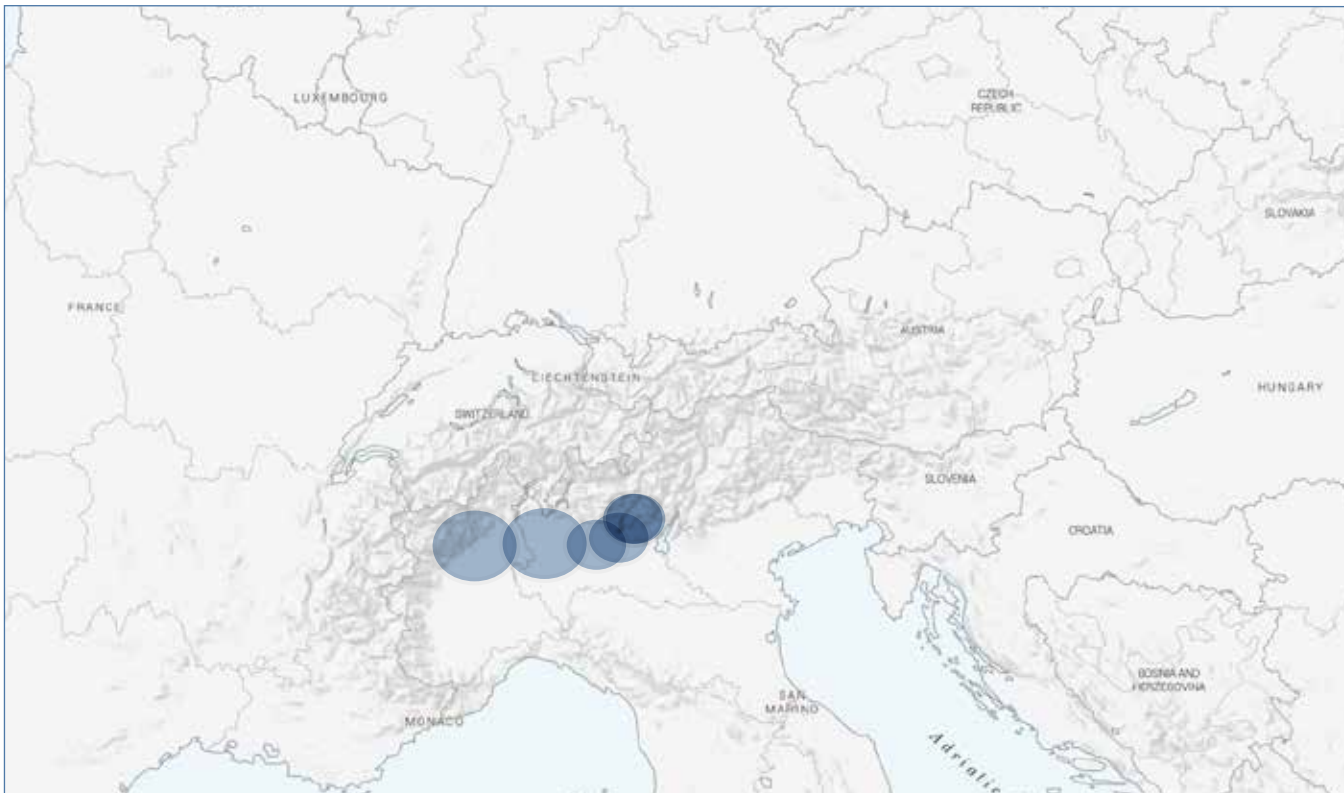 LUXEMBOURG
CZECH
REPUBLIC
SLOVAKIA
FRANCE
AUSTRIA
LIECHTENSTEIN
HUNGARY
SWITZERLAND
SLOVENIA
CROATIA
BOSNIA AND
HERZEGOVINA
SAN
MARINO
MONACO
Adriatic